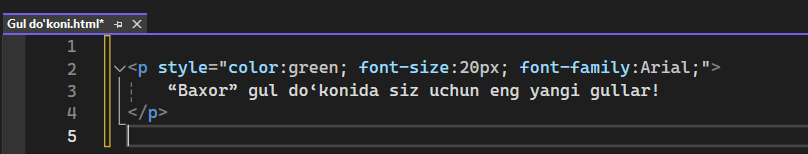 Gul do'koni.html*
1
2 <p style="color:green; font-size:20px; font-family:Arial;">
3 “Baxor” gul do‘konida siz uchun eng yangi gullar!
4 </p>
5